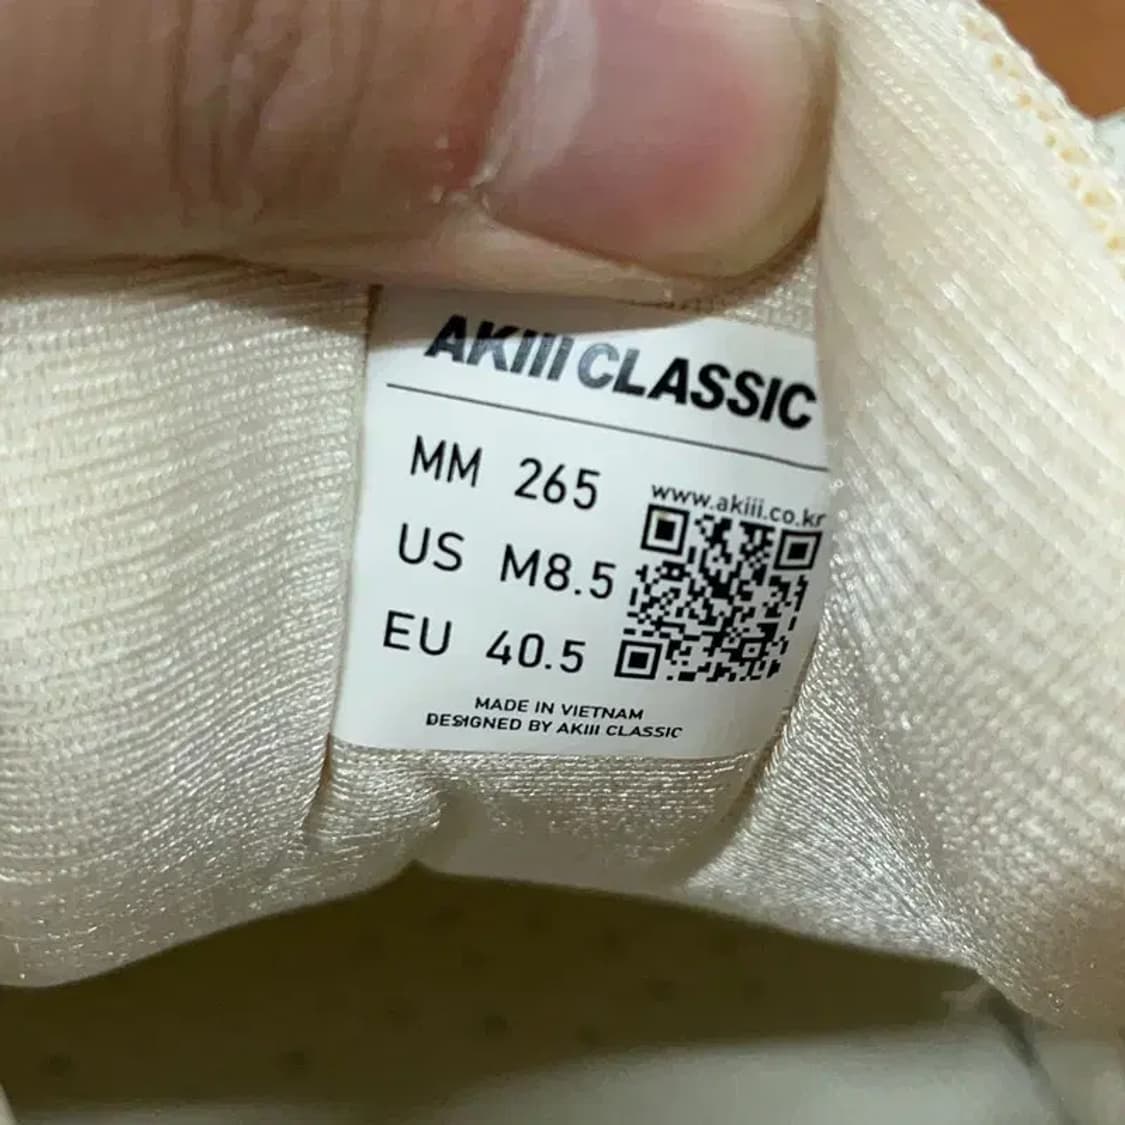 AKIII CLASSIC
MM 265
www.akiii.co.kr
US M8.5
EU 40.5
MADE IN VIETNAM
DESIGNED BY AKIII CLASSIC